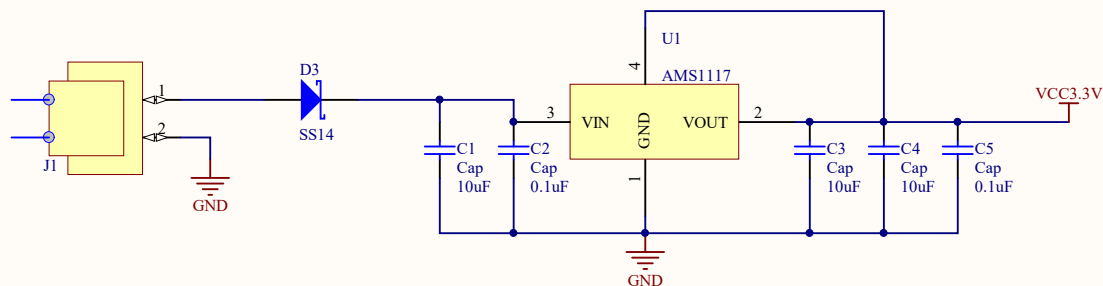 J1
1
2
GND
D3
SS14
C1
Cap
10uF
C2
Cap
0.1uF
U1
AMS1117
4
3
VIN
GND
VOUT
2
1
GND
C3
Cap
10uF
C4
Cap
10uF
C5
Cap
0.1uF
VCC3.3V